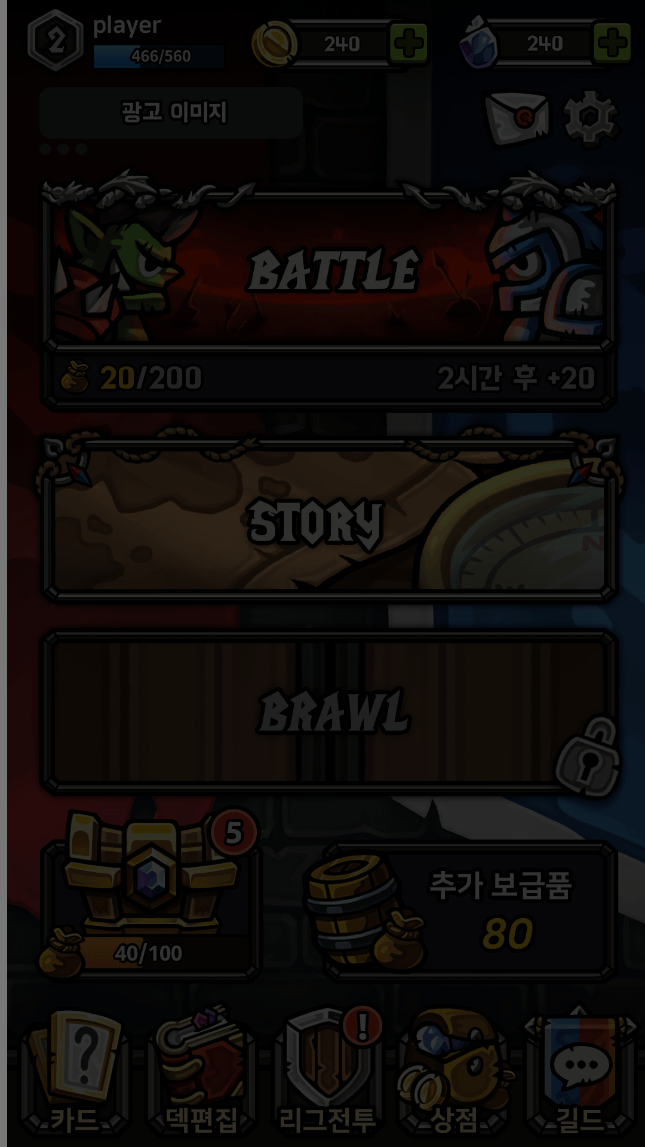 2
player
466/560
240
240
광고 이미지
BATTLE
20/200
2시간 후 +20
STORY
BRAWL
5
40/100
추가 보급품
80
카드
덱편집
리그전투
!
상점
길드